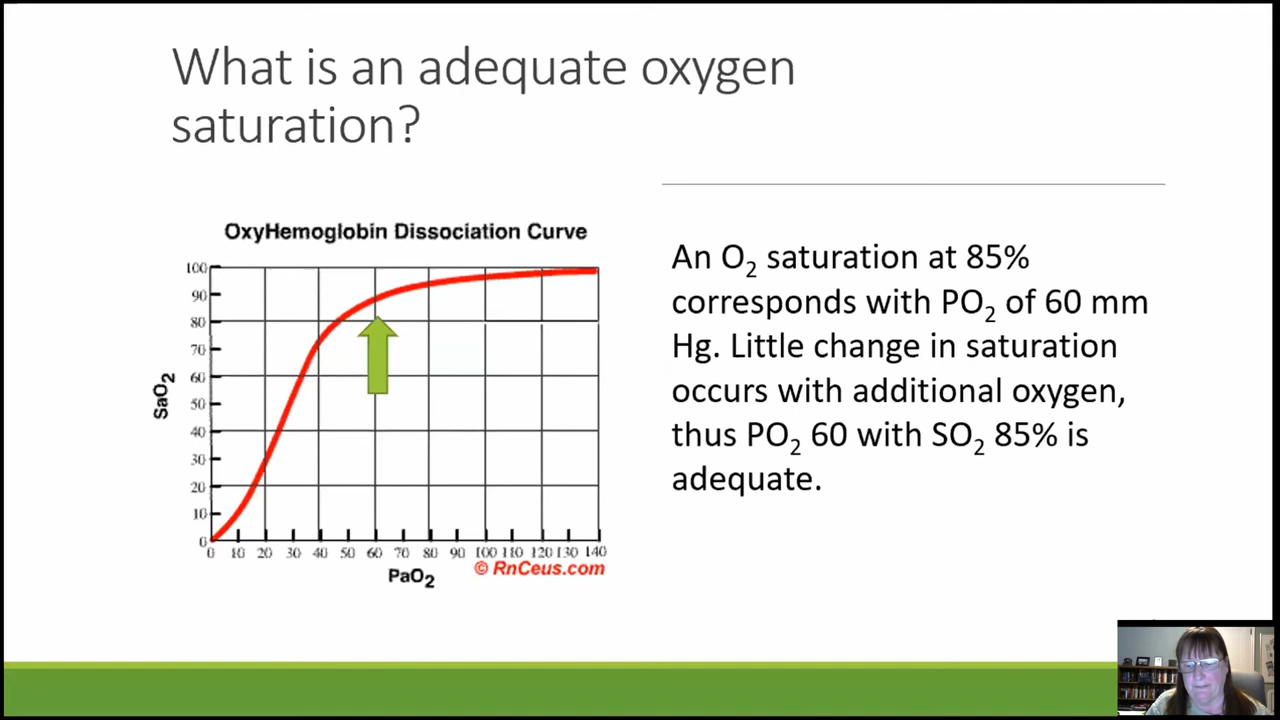 What is an adequate oxygen
saturation?
OxyHemoglobin Dissociation Curve
100
90
80
70
60
50
40
30
20
10
0
SaO₂
0 10 20 30 40 50 60 70 80 90 100 110 120 130 140
© RnCeus.com
PaO₂
An O₂ saturation at 85%
corresponds with PO₂ of 60 mm
Hg. Little change in saturation
occurs with additional oxygen,
thus PO₂ 60 with SO₂ 85% is
adequate.